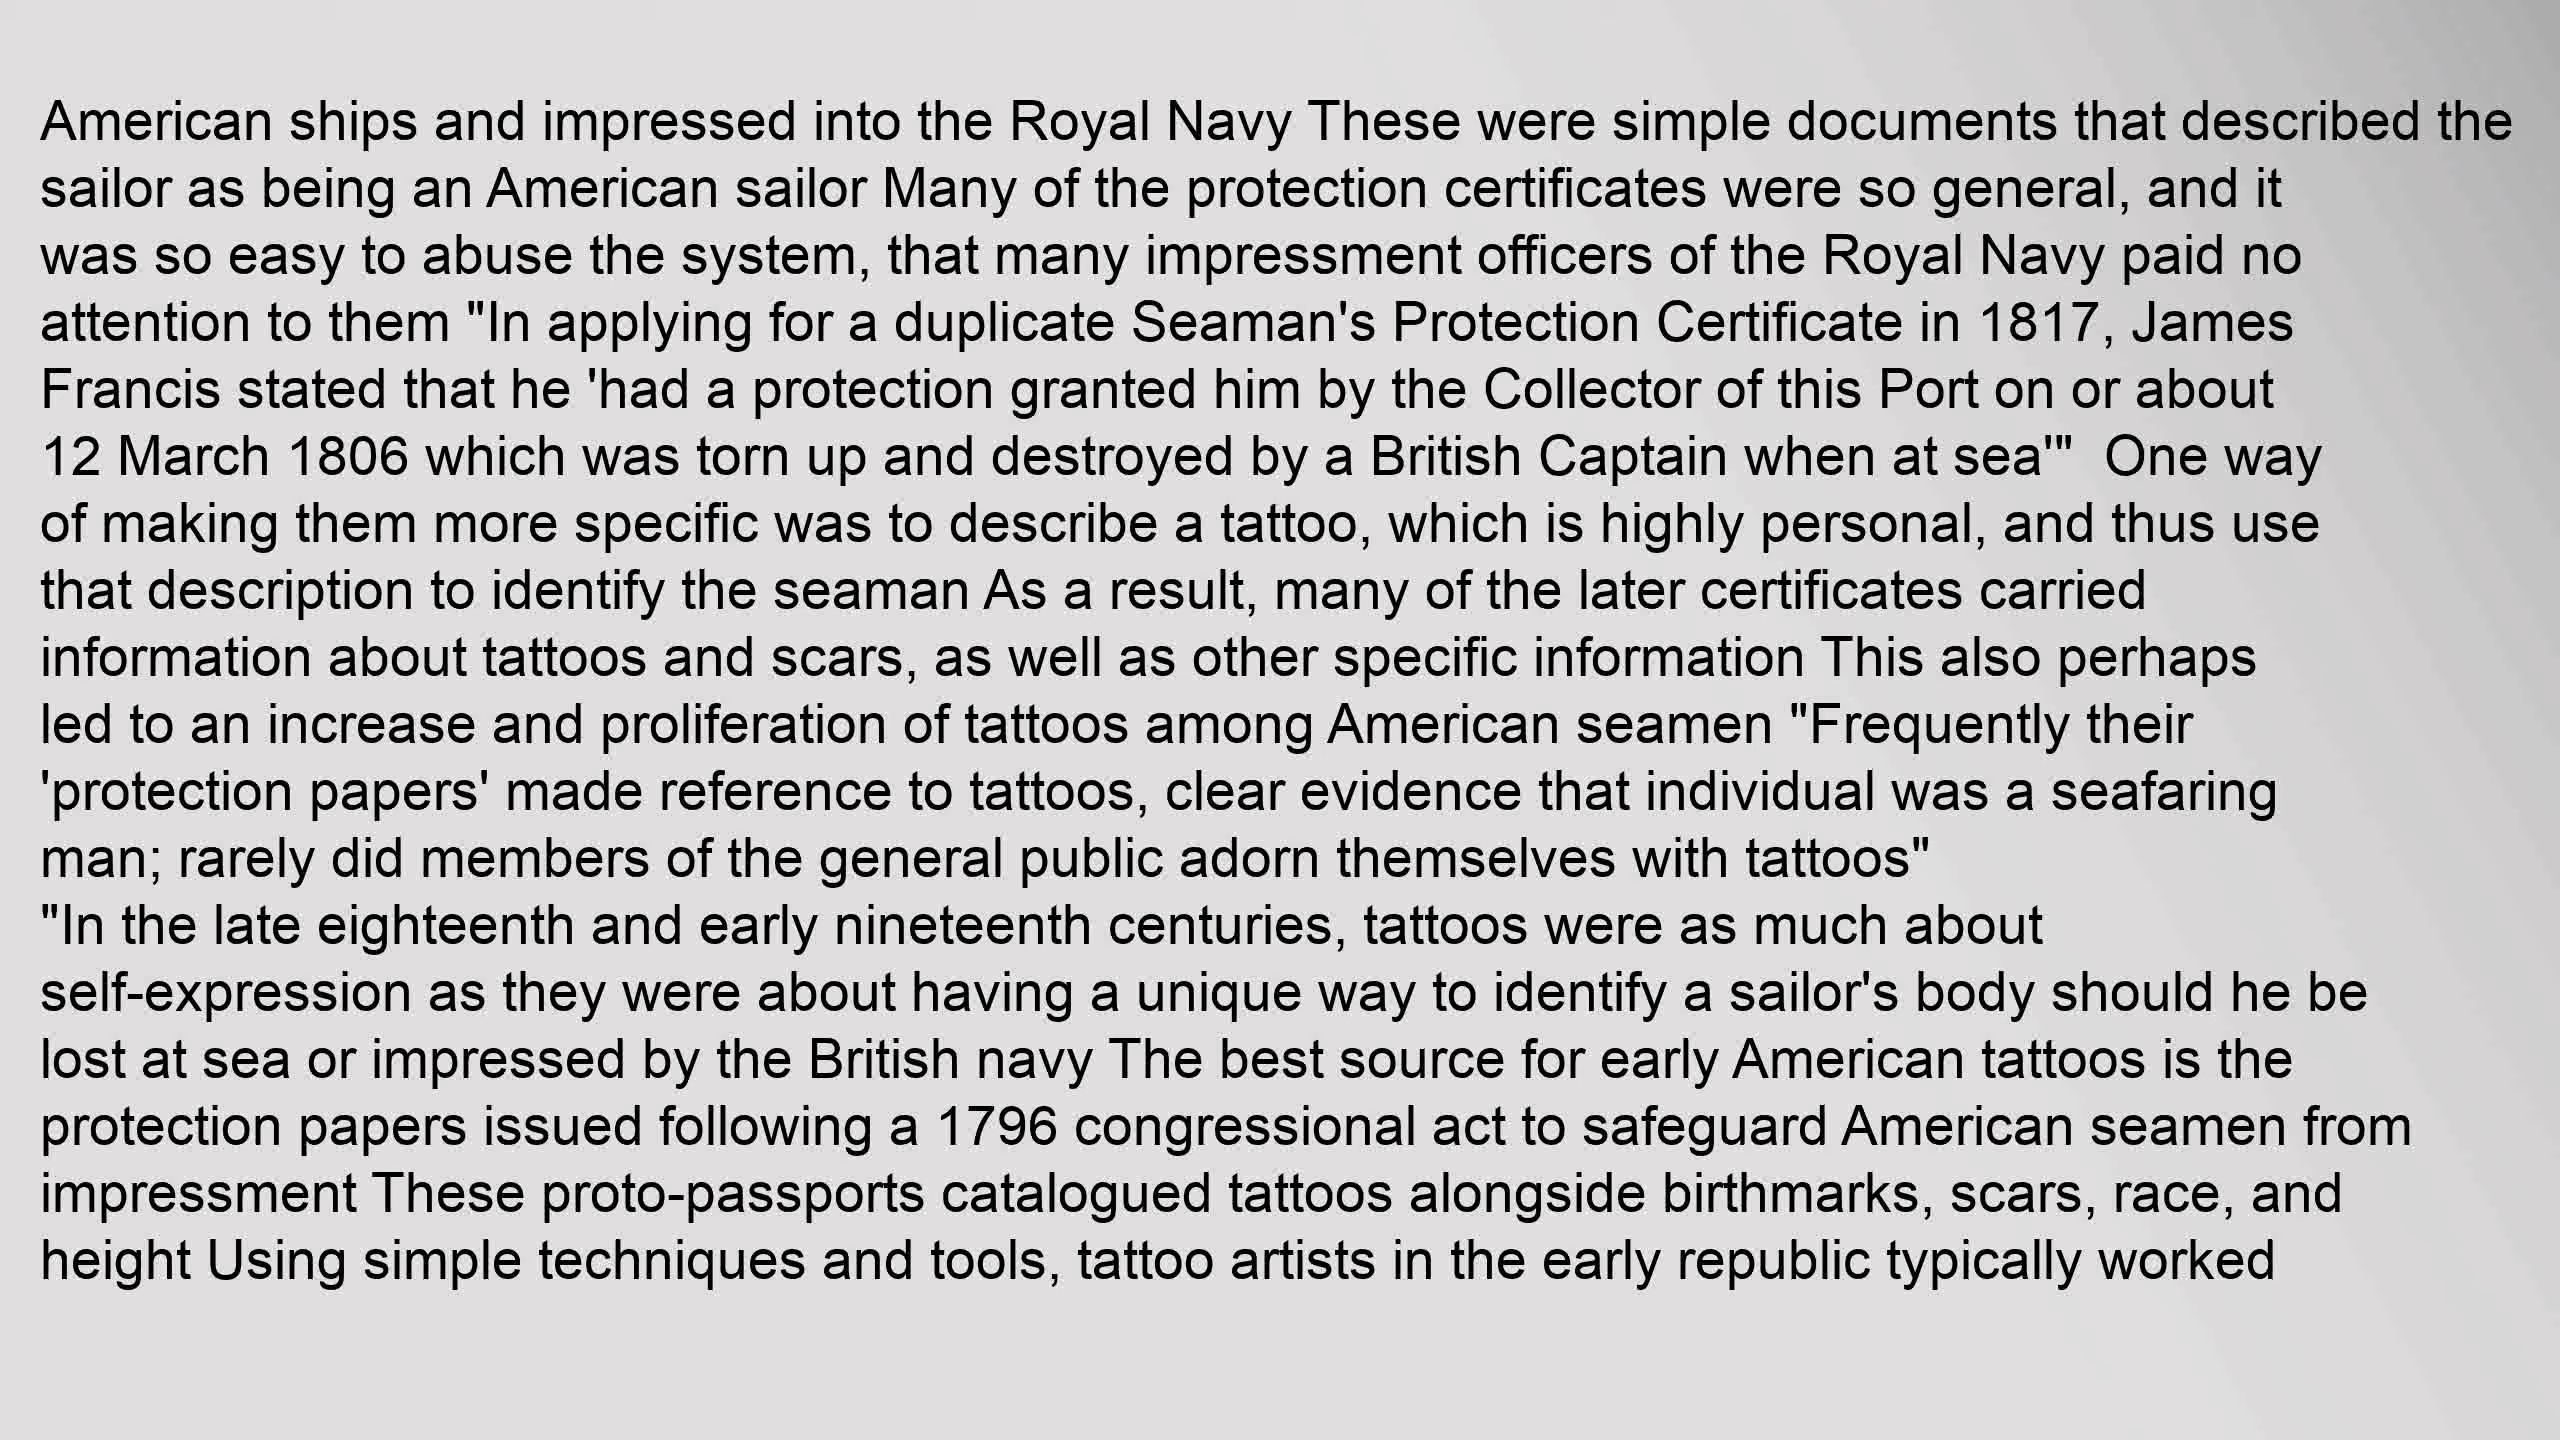 American ships and impressed into the Royal Navy These were simple documents that described the
sailor as being an American sailor Many of the protection certificates were so general, and it
was so easy to abuse the system, that many impressment officers of the Royal Navy paid no
attention to them "In applying for a duplicate Seaman's Protection Certificate in 1817, James
Francis stated that he 'had a protection granted him by the Collector of this Port on or about
12 March 1806 which was torn up and destroyed by a British Captain when at sea'"  One way
of making them more specific was to describe a tattoo, which is highly personal, and thus use
that description to identify the seaman As a result, many of the later certificates carried
information about tattoos and scars, as well as other specific information This also perhaps
led to an increase and proliferation of tattoos among American seamen "Frequently their
'protection papers' made reference to tattoos, clear evidence that individual was a seafaring
man; rarely did members of the general public adorn themselves with tattoos"
"In the late eighteenth and early nineteenth centuries, tattoos were as much about
self-expression as they were about having a unique way to identify a sailor's body should he be
lost at sea or impressed by the British navy The best source for early American tattoos is the
protection papers issued following a 1796 congressional act to safeguard American seamen from
impressment These proto-passports catalogued tattoos alongside birthmarks, scars, race, and
height Using simple techniques and tools, tattoo artists in the early republic typically worked